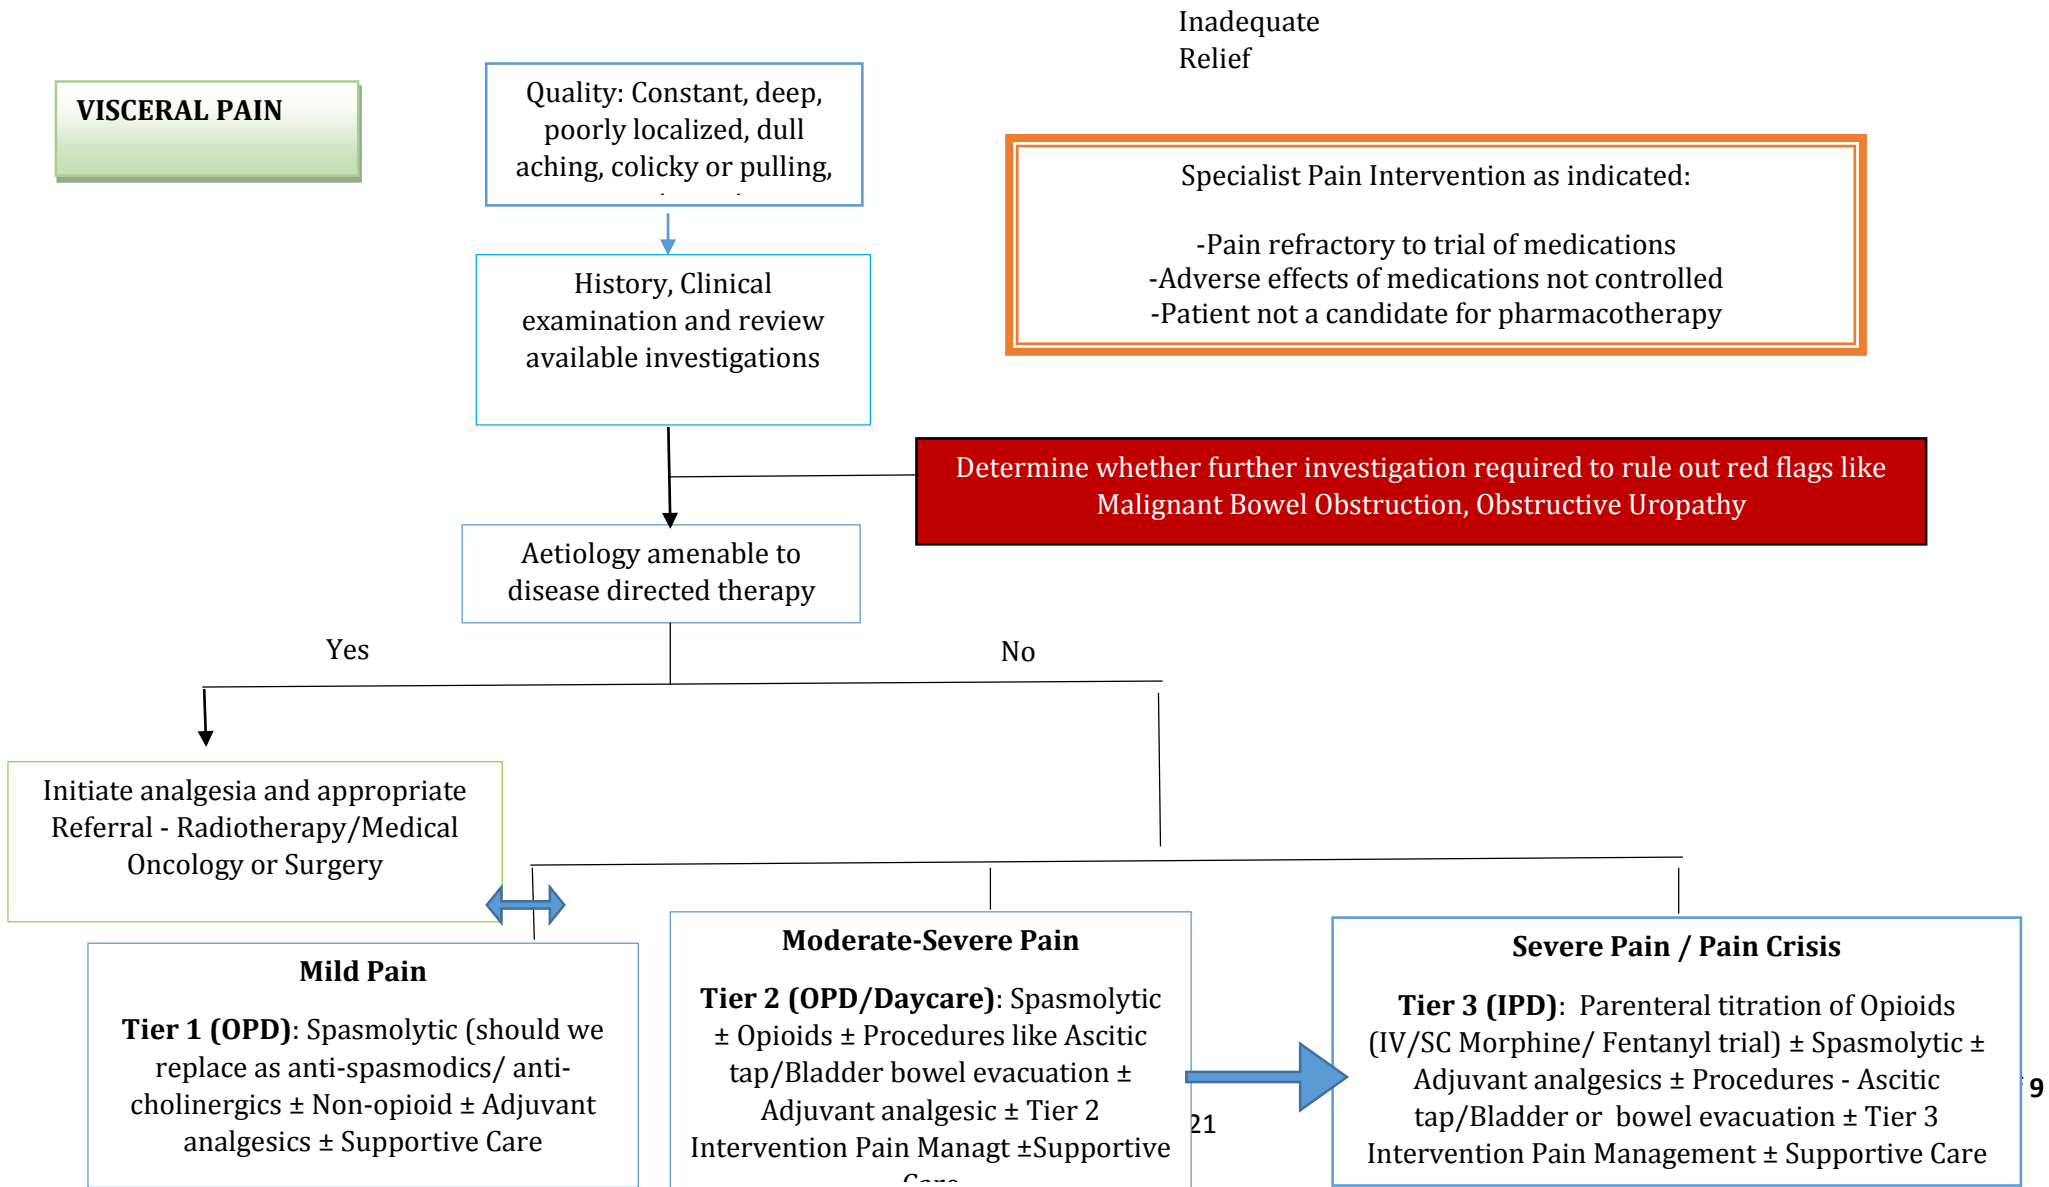 Inadequate
Relief
VISCERAL PAIN
Quality: Constant, deep,
poorly localized, dull
aching, colicky or pulling,
Specialist Pain Intervention as indicated:
-Pain refractory to trial of medications
-Adverse effects of medications not controlled
-Patient not a candidate for pharmacotherapy
History, Clinical
examination and review
available investigations
Determine whether further investigation required to rule out red flags like
Malignant Bowel Obstruction, Obstructive Uropathy
Aetiology amenable to
disease directed therapy
Yes
No
Initiate analgesia and appropriate
Referral - Radiotherapy/Medical
Oncology or Surgery
Mild Pain
Tier 1 (OPD): Spasmolytic (should we
replace as anti-spasmodics/ anti-
cholinergics ± Non-opioid ± Adjuvant
analgesics ± Supportive Care
Moderate-Severe Pain
Tier 2 (OPD/Daycare): Spasmolytic
± Opioids ± Procedures like Ascitic
tap/Bladder bowel evacuation ±
Adjuvant analgesic ± Tier 2
Intervention Pain Managt ±Supportive
Severe Pain / Pain Crisis
Tier 3 (IPD): Parenteral titration of Opioids
(IV/SC Morphine/ Fentanyl trial) ± Spasmolytic ±
Adjuvant analgesics ± Procedures - Ascitic
tap/Bladder or bowel evacuation ± Tier 3
Intervention Pain Management ± Supportive Care
21
9